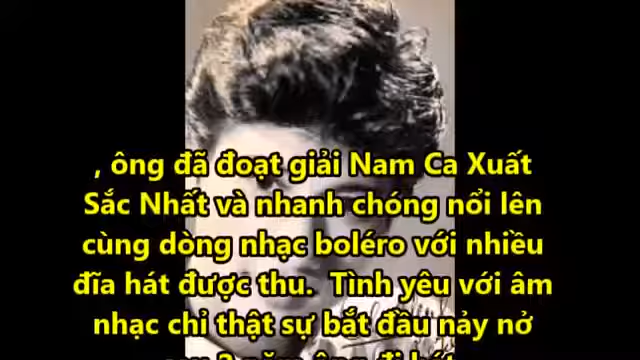 , ông đã đoạt giải Nam Ca Xuất
Sắc Nhất và nhanh chóng nổi lên
cùng dòng nhạc boléro với nhiều
đĩa hát được thu.  Tình yêu với âm
nhạc chỉ thật sự bắt đầu nảy nở